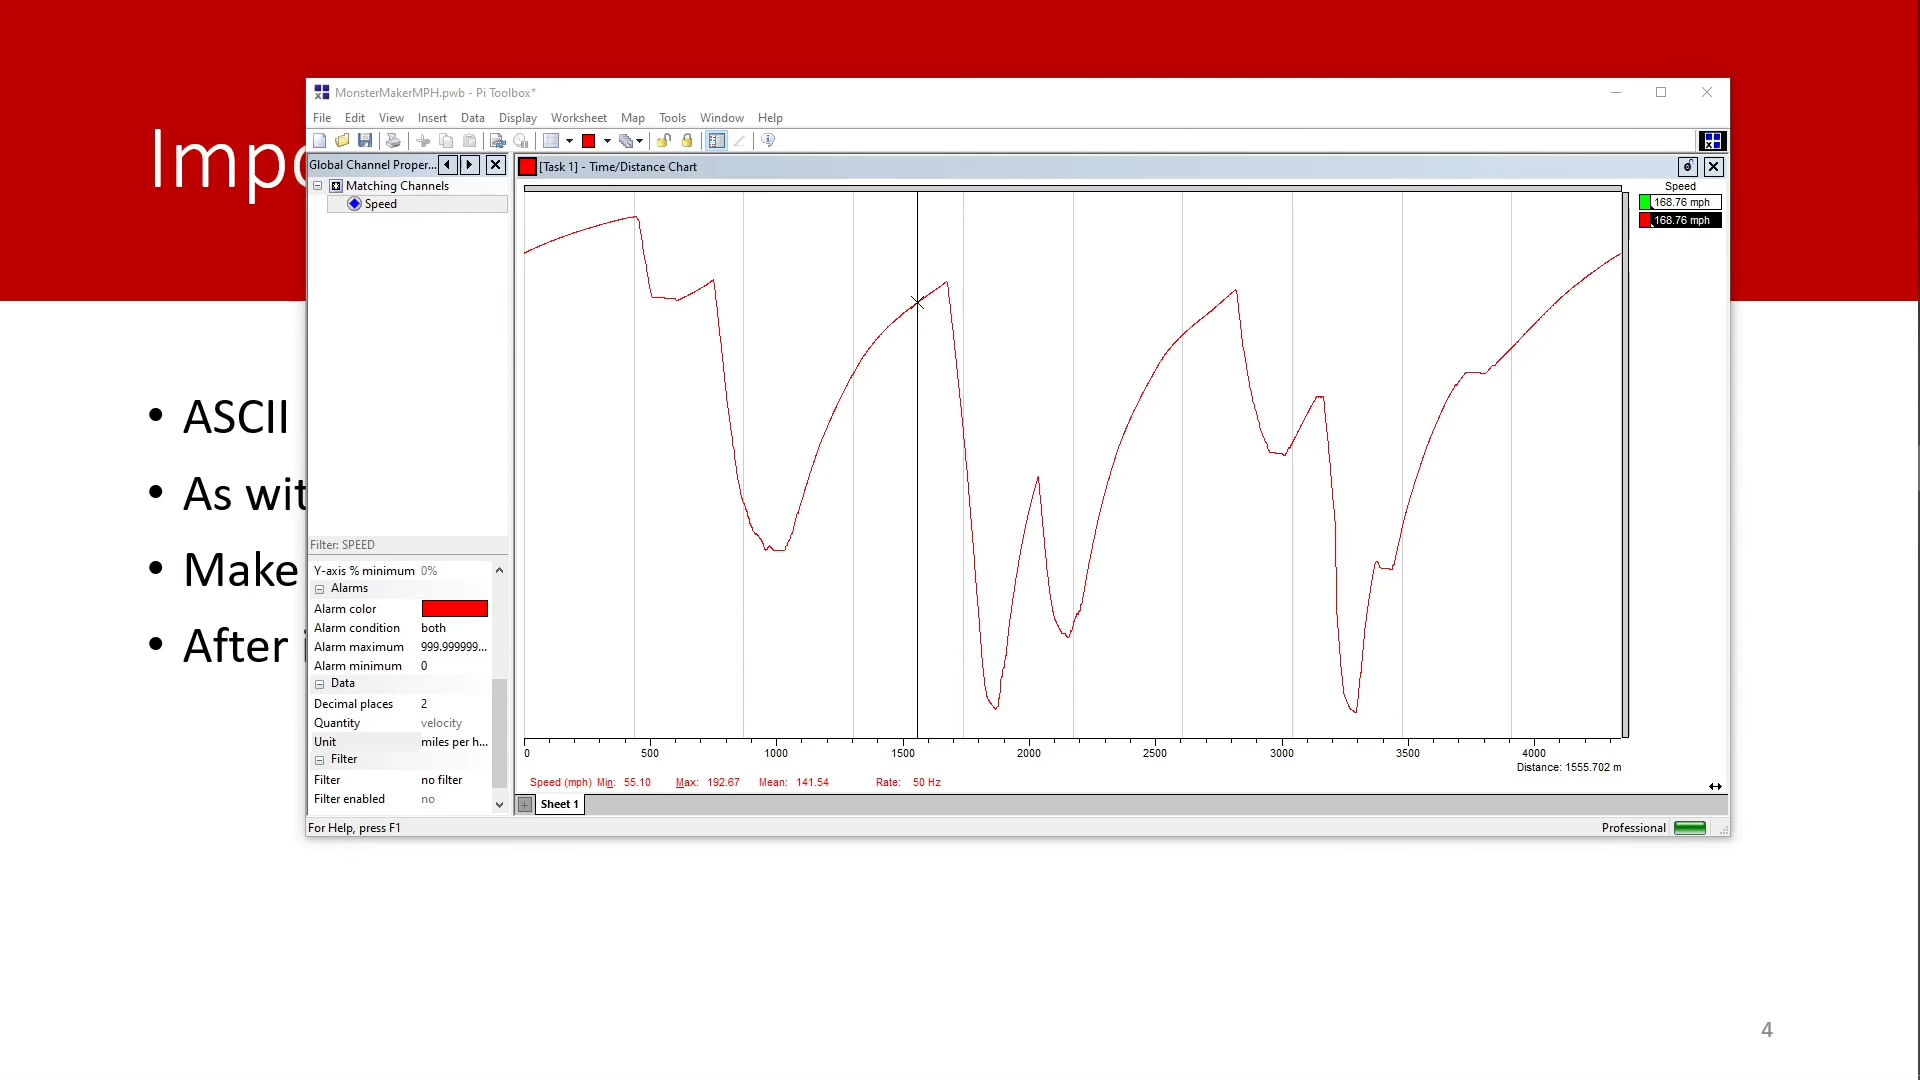 Impo
• ASCII
• As wit
• Make
• After i
MonsterMakerMPH.pwb - Pi Toolbox*
File Edit View Insert Data Display Worksheet Map Tools Window Help
Global Channel Proper...
Matching Channels
Speed
Filter: SPEED
Y-axis % minimum 0%
Alarms
Alarm color
Alarm condition both
Alarm maximum 999.999999...
Alarm minimum 0
Data
Decimal places 2
Quantity velocity
Unit miles per h...
Filter
Filter no filter
Filter enabled no
[Task 1] - Time/Distance Chart
Speed
168.76 mph
168.76 mph
0 500 1000 1500 2000 2500 3000 3500 4000
Distance: 1555.702 m
Speed (mph) Min: 55.10 Max: 192.67 Mean: 141.54 Rate: 50 Hz
Sheet 1
For Help, press F1
Professional
4